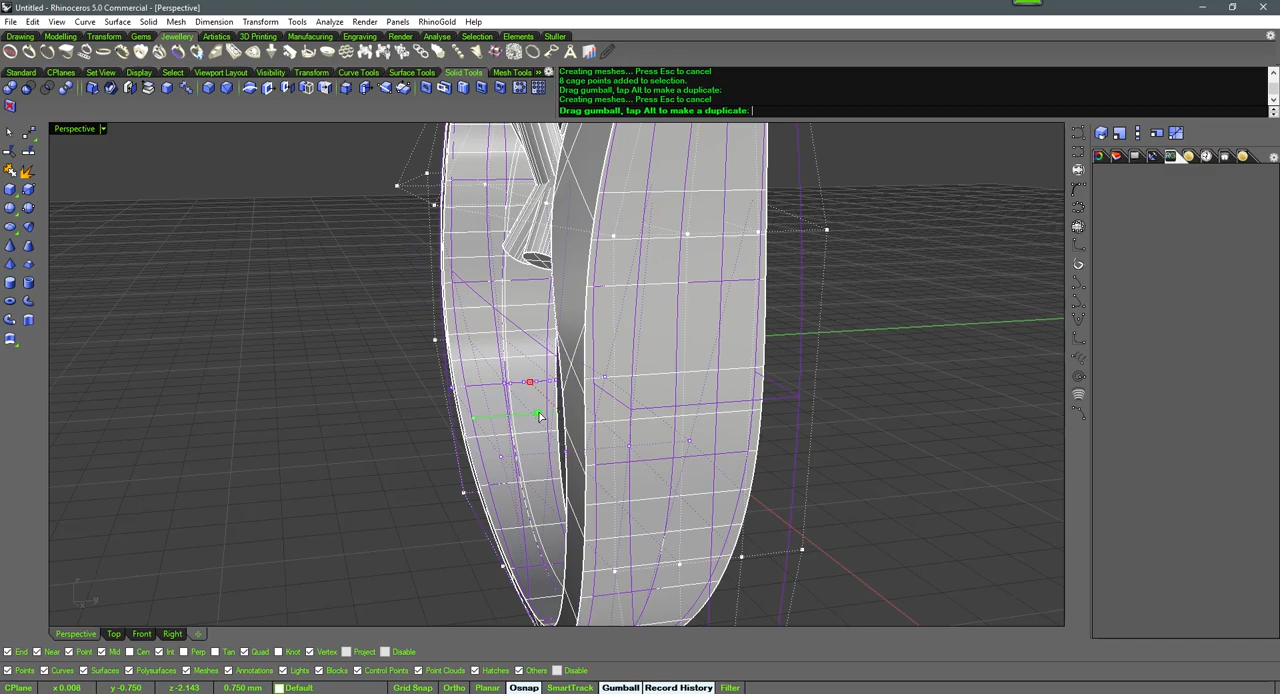 Untitled - Rhinoceros 5.0 Commercial - [Perspective]
File Edit View Curve Surface Solid Mesh Dimension Transform Tools Analyze Render Panels RhinoGold Help
Drawing Modelling Transform Gems Jewellery Artistics 3D Printing Manufacturing Engraving Render Analyse Selection Elements Stuller
Standard CPlanes Set View Display Select Viewport Layout Visibility Transform Curve Tools Surface Tools Solid Tools Mesh Tools »
Creating meshes... Press Esc to cancel
8 cage points added to selection.
Drag gumball, tap Alt to make a duplicate:
Creating meshes... Press Esc to cancel
Drag gumball, tap Alt to make a duplicate:
Perspective
Perspective Top Front Right
End Near Point Mid Cen Int Perp Tan Quad Knot Vertex Project Disable
Points Curves Surfaces Polysurfaces Meshes Annotations Lights Blocks Control Points Point Clouds Hatches Others Disable
CPlane x 0.008 y -0.750 z -2.143 0.750 mm Default Grid Snap Ortho Planar Osnap SmartTrack Gumball Record History Filter